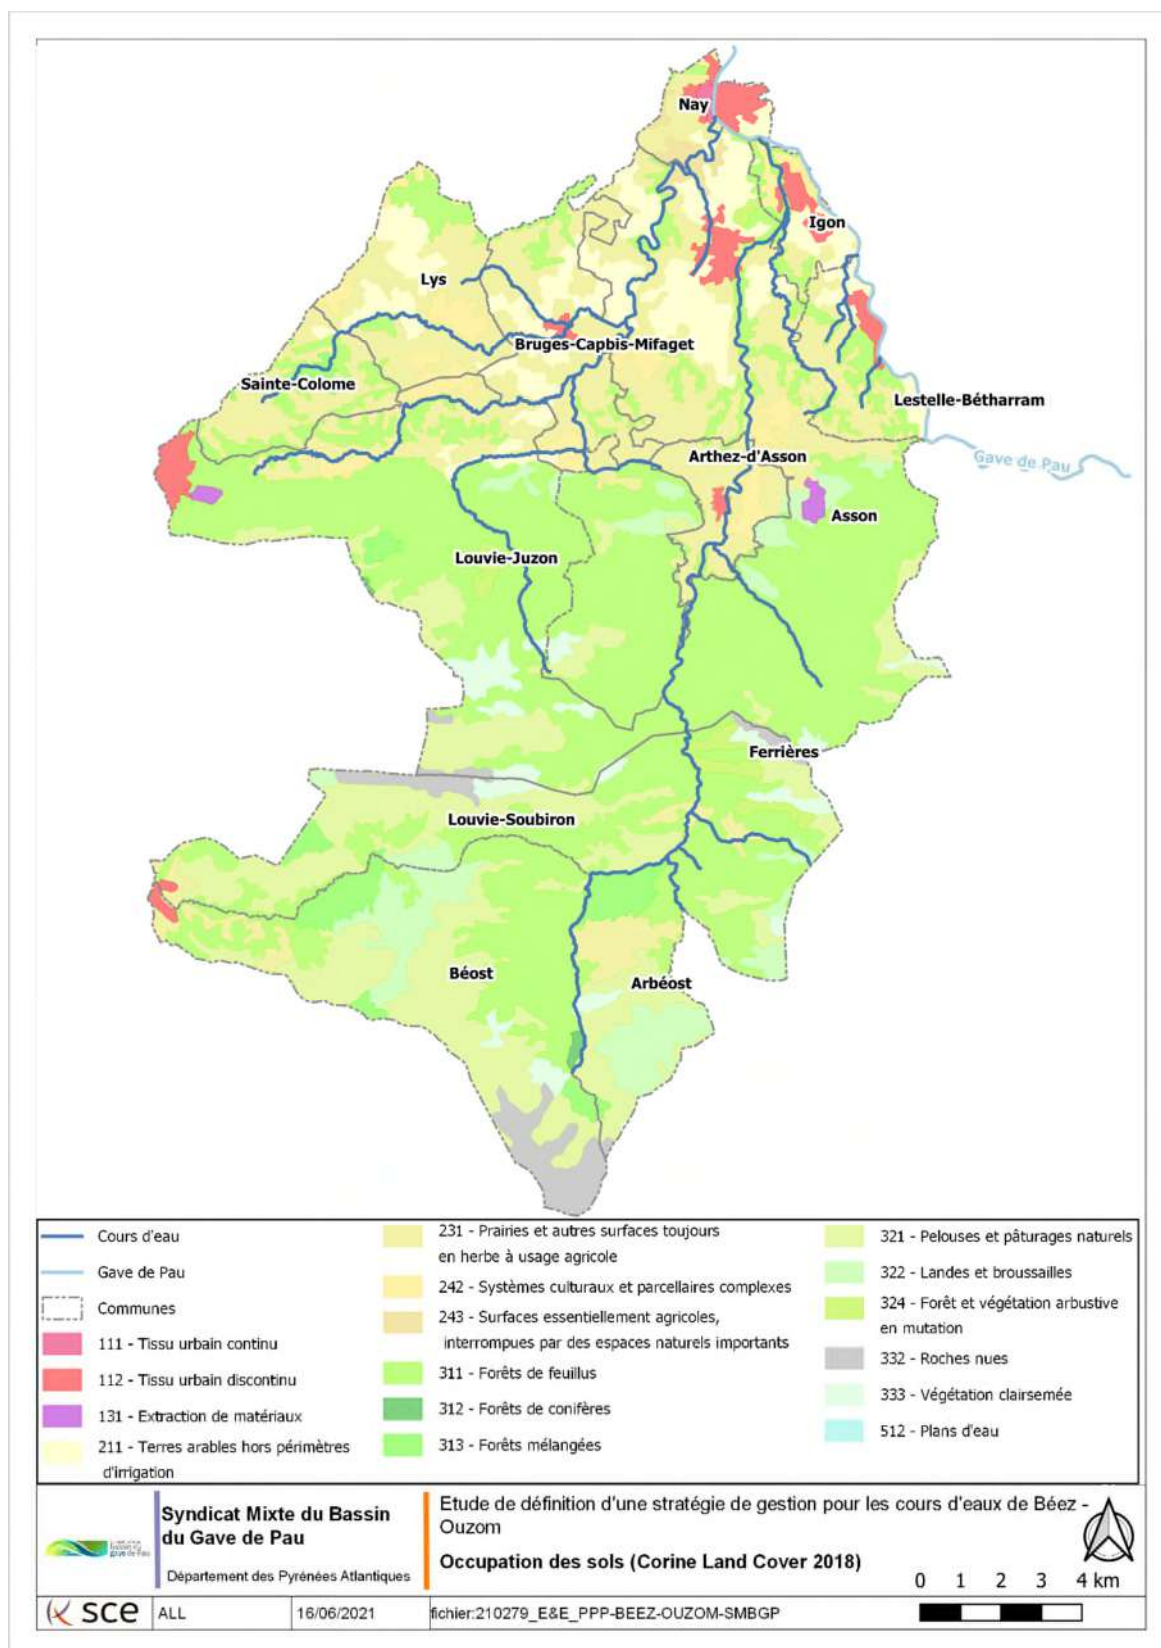 Nay
Igon
Lys
Bruges-Capbis-Mifaget
Sainte-Colome
Lestelle-Bétharram
Arthez-d'Asson
Gave de Pau
Asson
Louvie-Juzon
Ferrières
Louvie-Soubiron
Béost
Arbéost
Cours d'eau
Gave de Pau
Communes
111 - Tissu urbain continu
112 - Tissu urbain discontinu
131 - Extraction de matériaux
211 - Terres arables hors périmètres
d'irrigation
231 - Prairies et autres surfaces toujours
en herbe à usage agricole
242 - Systèmes culturaux et parcellaires complexes
243 - Surfaces essentiellement agricoles,
interrompues par des espaces naturels importants
311 - Forêts de feuillus
312 - Forêts de conifères
313 - Forêts mélangées
321 - Pelouses et pâturages naturels
322 - Landes et broussailles
324 - Forêt et végétation arbustive
en mutation
332 - Roches nues
333 - Végétation clairsemée
512 - Plans d'eau
Syndicat Mixte du Bassin
du Gave de Pau
Département des Pyrénées Atlantiques
Etude de définition d'une stratégie de gestion pour les cours d'eaux de Béez -
Ouzom
Occupation des sols (Corine Land Cover 2018)
0 1 2 3 4 km
sce
ALL
16/06/2021
fichier:210279_E&E_PPP-BEEZ-OUZOM-SMBGP